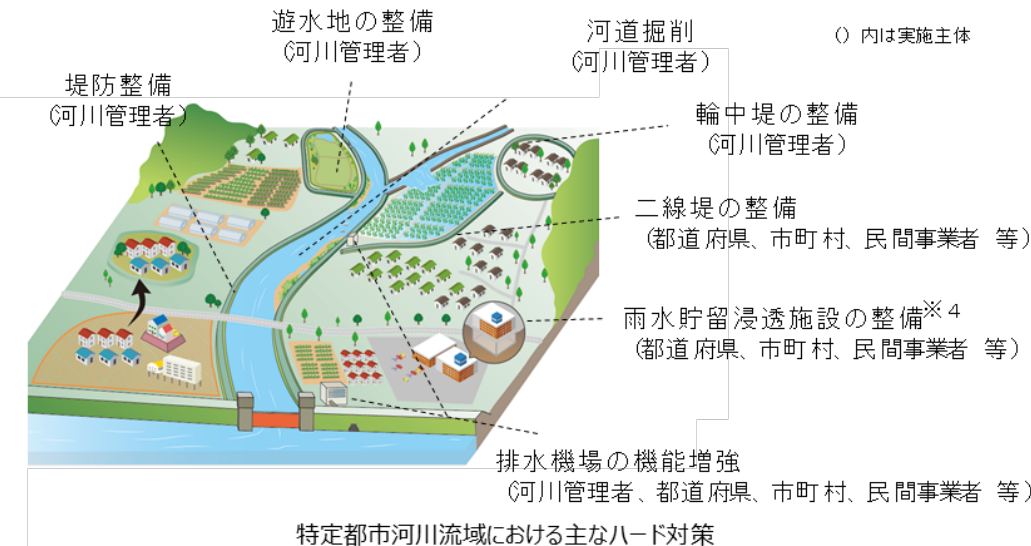 遊水地の整備
(河川管理者)
河道掘削
(河川管理者)
() 内は実施主体
堤防整備
(河川管理者)
輪中堤の整備
(河川管理者)
二線堤の整備
(都道府県、市町村、民間事業者 等)
雨水貯留浸透施設の整備※4
(都道府県、市町村、民間事業者 等)
排水機場の機能増強
(河川管理者、都道府県、市町村、民間事業者 等)
特定都市河川流域における主なハード対策